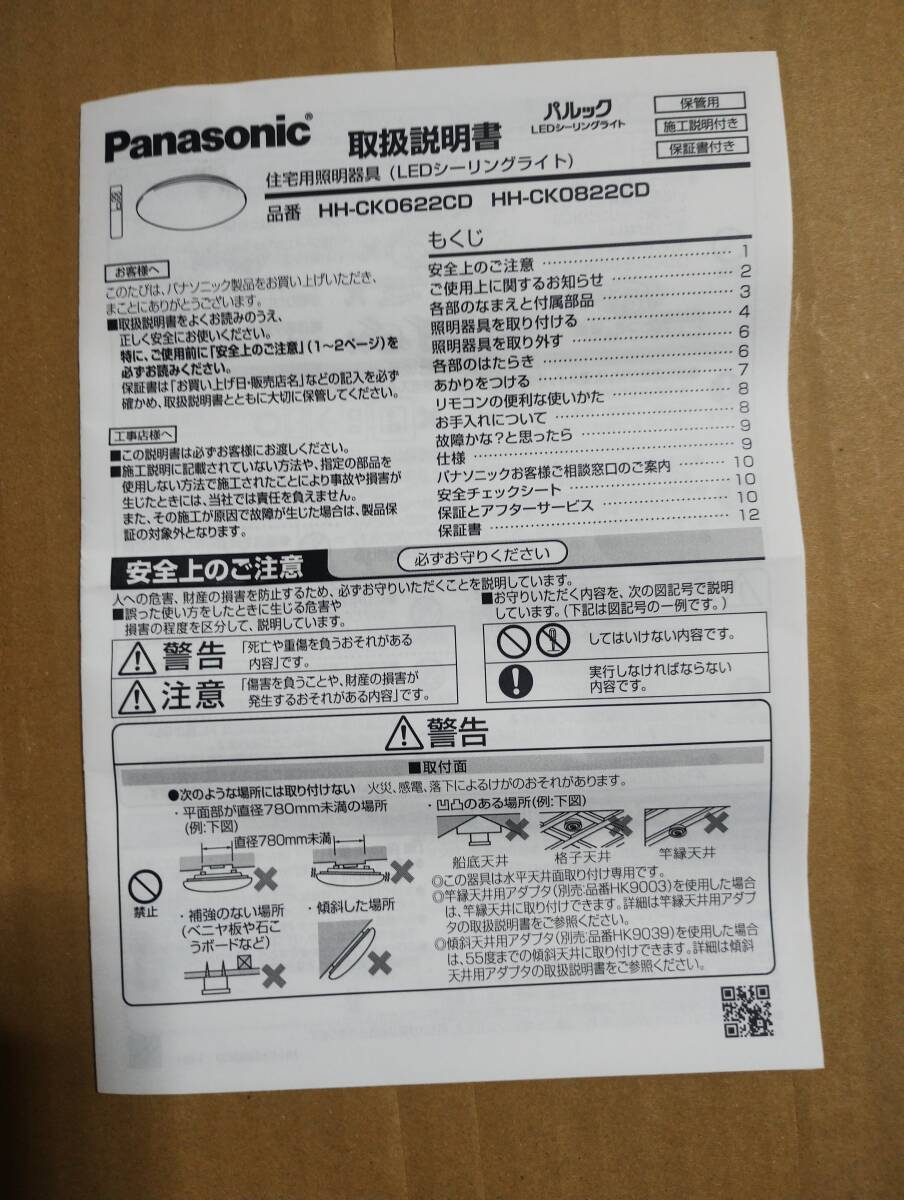 Panasonic®
取扱説明書
パルック
LEDシーリングライト
保管用
施工説明付き
保証書付き
住宅用照明器具(LEDシーリングライト)
品番 HH-CK0622CD HH-CK0822CD
お客様へ
このたびは、パナソニック製品をお買い上げいただき、
まことにありがとうございます。
■取扱説明書をよくお読みのうえ、
正しく安全にお使いください。
特に、ご使用前に「安全上のご注意」(1〜2ページ)を
必ずお読みください。
保証書は「お買い上げ日・販売店名」などの記入を必ず
確かめ、取扱説明書とともに大切に保管してください。
工事店様へ
■この説明書は必ずお客様にお渡しください。
■施工説明に記載されていない方法や、指定の部品を
使用しない方法で施工されたことにより事故や損害が
生じたときには、当社では責任を負えません。
また、その施工が原因で故障が生じた場合は、製品保
証の対象外となります。
もくじ
安全上のご注意 1
ご使用上に関するお知らせ 2
各部のなまえと付属部品 3
照明器具を取り付ける 4
照明器具を取り外す 6
各部のはたらき 6
あかりをつける 7
リモコンの便利な使いかた 8
お手入れについて 8
故障かな?と思ったら 9
仕様 9
パナソニックお客様ご相談窓口のご案内 10
安全チェックシート 10
保証とアフターサービス 10
保証書 12
安全上のご注意
必ずお守りください
人への危害、財産の損害を防止するため、必ずお守りいただくことを説明しています。
■誤った使い方をしたときに生じる危害や
損害の程度を区分して、説明しています。
警告
「死亡や重傷を負うおそれがある
内容」です。
注意
「傷害を負うことや、財産の損害が
発生するおそれがある内容」です。
■お守りいただく内容を、次の図記号で説明
しています。(下記は図記号の一例です。)
してはいけない内容です。
実行しなければならない
内容です。
警告
■取付面
●次のような場所には取り付けない 火災、感電、落下によるけがのおそれがあります。
・平面部が直径780mm未満の場所
(例:下図)
直径780mm未満
禁止
・補強のない場所
(ベニヤ板や石こ
うボードなど)
・傾斜した場所
・凹凸のある場所(例:下図)
船底天井
格子天井
竿縁天井
◎この器具は水平天井面取り付け専用です。
◎竿縁天井用アダプタ(別売:品番HK9003)を使用した場合
は、竿縁天井に取り付けできます。詳細は竿縁天井用アダプ
タの取扱説明書をご参照ください。
◎傾斜天井用アダプタ(別売:品番HK9039)を使用した場合
は、55度までの傾斜天井に取り付けできます。詳細は傾斜
天井用アダプタの取扱説明書をご参照ください。